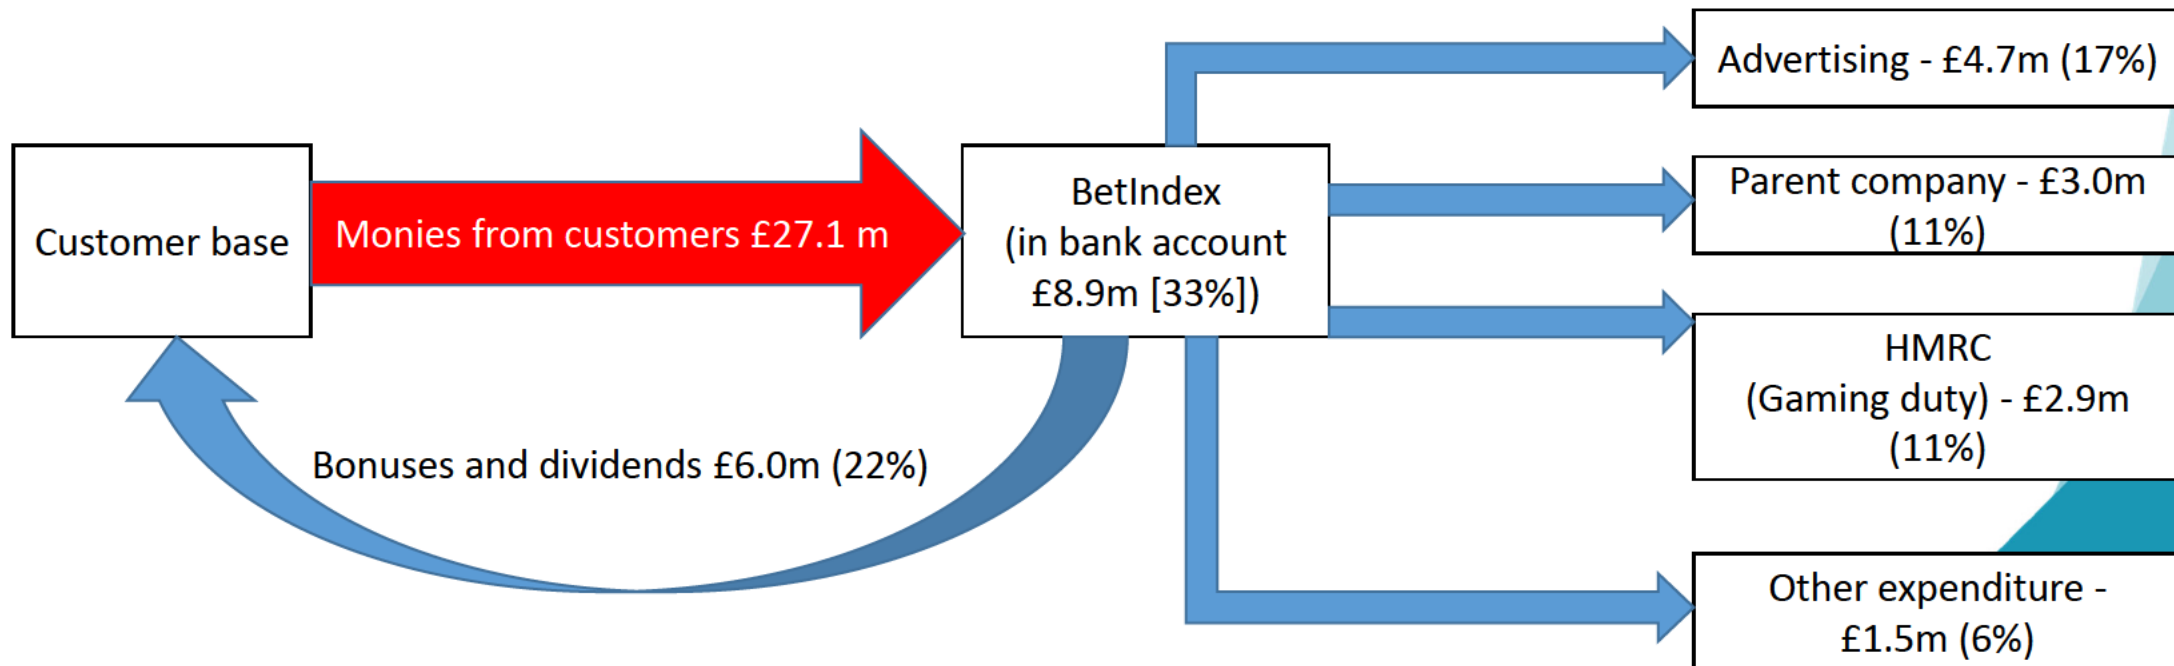 Advertising - £4.7m (17%)
Customer base
Monies from customers £27.1 m
BetIndex
(in bank account
£8.9m [33%])
Parent company - £3.0m
(11%)
HMRC
(Gaming duty) - £2.9m
(11%)
Bonuses and dividends £6.0m (22%)
Other expenditure -
£1.5m (6%)